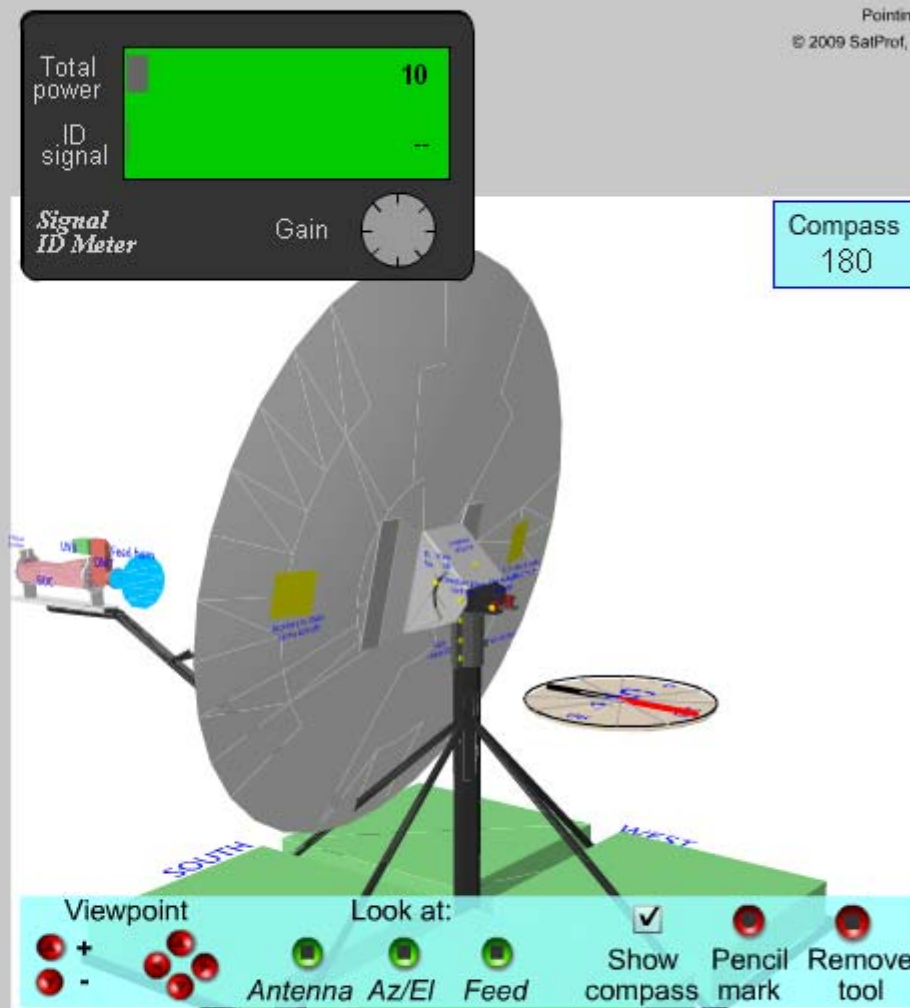 Pointin
© 2009 SatProf,
Total
power
10
ID
signal
--
Signal
ID Meter
Gain
Compass
180
Feed horn
SOUTH
WEST
Viewpoint
+
-
Look at:
Antenna
Az/El
Feed
Show
compass
Pencil
mark
Remove
tool